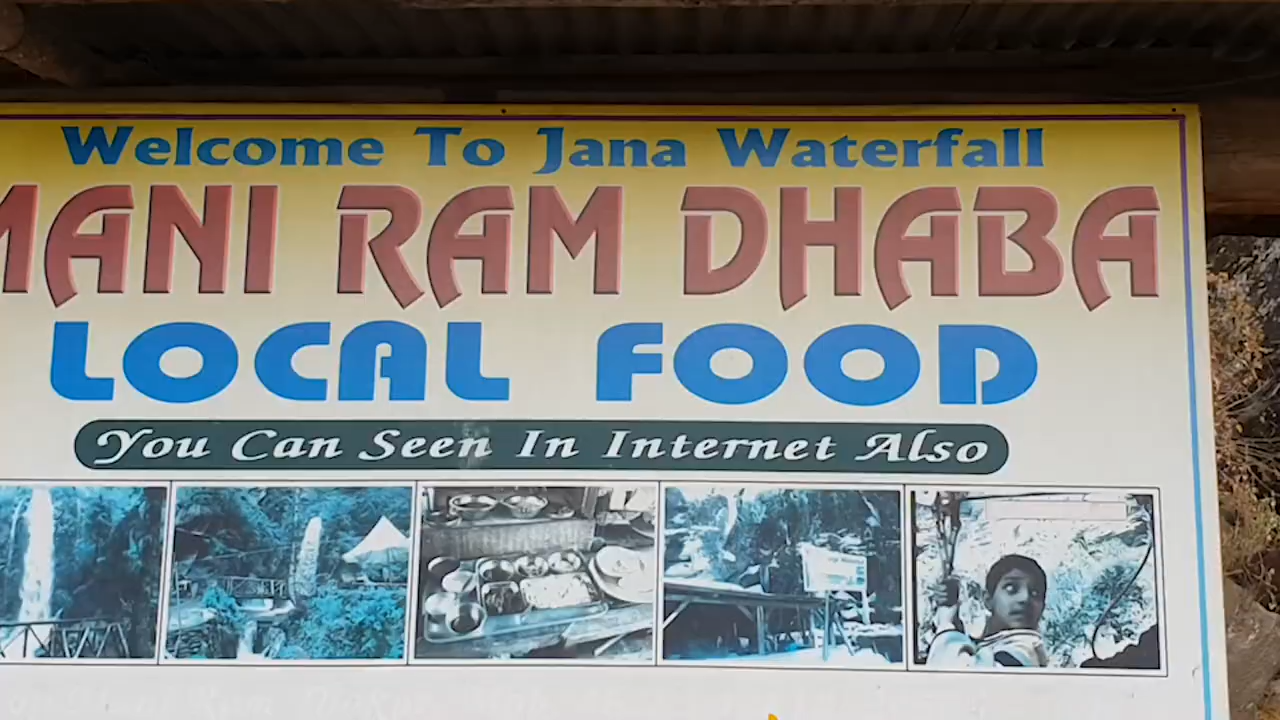 Welcome To Jana Waterfall
MANI RAM DHABA
LOCAL FOOD
You Can Seen In Internet Also